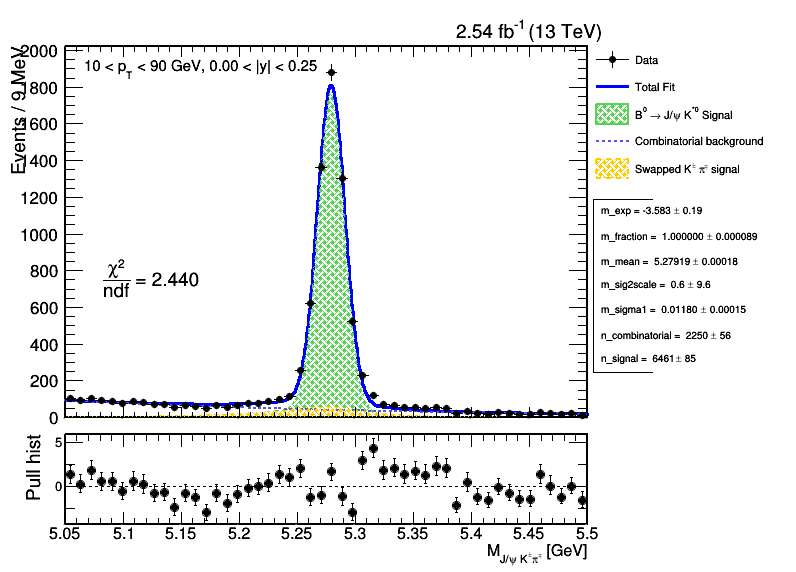 2.54 fb⁻¹ (13 TeV)
Events / 9 MeV
10 < p_T < 90 GeV, 0.00 < |y| < 0.25
2000
1800
1600
1400
1200
1000
800
600
400
200
0
χ²/ndf = 2.440
Data
Total Fit
B⁰ → J/ψ K*⁰ Signal
Combinatorial background
Swapped K± π∓ signal
m_exp = -3.583 ± 0.19
m_fraction = 1.000000 ± 0.000089
m_mean = 5.27919 ± 0.00018
m_sig2scale = 0.6 ± 9.6
m_sigma1 = 0.01180 ± 0.00015
n_combinatorial = 2250 ± 56
n_signal = 6461 ± 85
Pull hist
5
0
5.05 5.1 5.15 5.2 5.25 5.3 5.35 5.4 5.45 5.5
M_J/ψ K±π∓ [GeV]